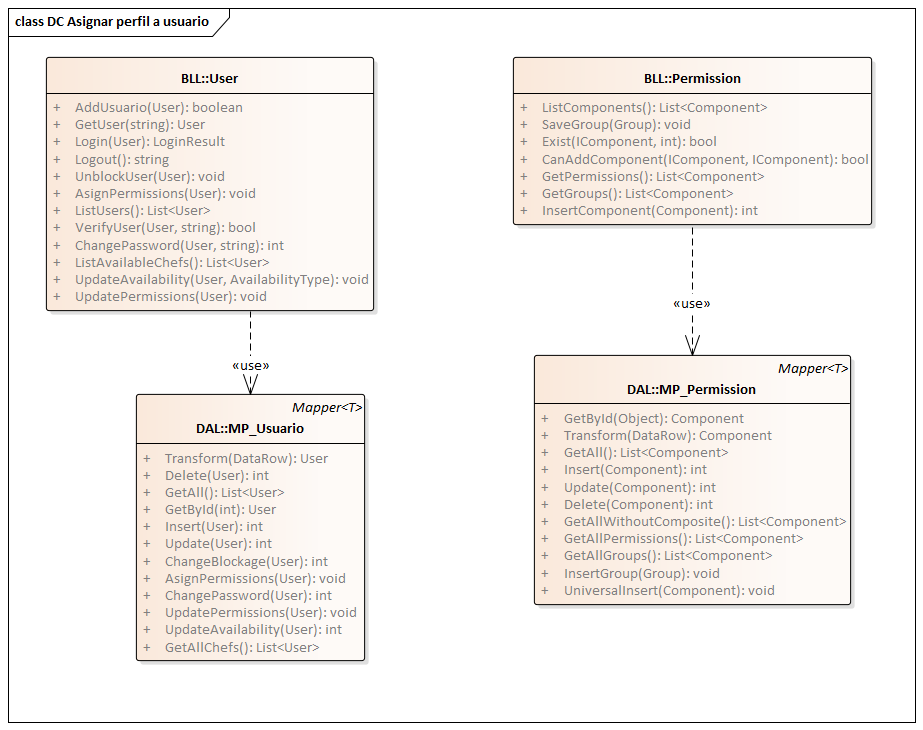 class DC Asignar perfil a usuario
BLL::User
+ AddUsuario(User): boolean
+ GetUser(string): User
+ Login(User): LoginResult
+ Logout(): string
+ UnblockUser(User): void
+ AsignPermissions(User): void
+ ListUsers(): List<User>
+ VerifyUser(User, string): bool
+ ChangePassword(User, string): int
+ ListAvailableChefs(): List<User>
+ UpdateAvailability(User, AvailabilityType): void
+ UpdatePermissions(User): void
BLL::Permission
+ ListComponents(): List<Component>
+ SaveGroup(Group): void
+ Exist(IComponent, int): bool
+ CanAddComponent(IComponent, IComponent): bool
+ GetPermissions(): List<Component>
+ GetGroups(): List<Component>
+ InsertComponent(Component): int
«use»
«use»
Mapper<T>
DAL::MP_Usuario
+ Transform(DataRow): User
+ Delete(User): int
+ GetAll(): List<User>
+ GetById(int): User
+ Insert(User): int
+ Update(User): int
+ ChangeBlockage(User): int
+ AsignPermissions(User): void
+ ChangePassword(User): int
+ UpdatePermissions(User): void
+ UpdateAvailability(User): int
+ GetAllChefs(): List<User>
Mapper<T>
DAL::MP_Permission
+ GetById(Object): Component
+ Transform(DataRow): Component
+ GetAll(): List<Component>
+ Insert(Component): int
+ Update(Component): int
+ Delete(Component): int
+ GetAllWithoutComposite(): List<Component>
+ GetAllPermissions(): List<Component>
+ GetAllGroups(): List<Component>
+ InsertGroup(Group): void
+ UniversalInsert(Component): void